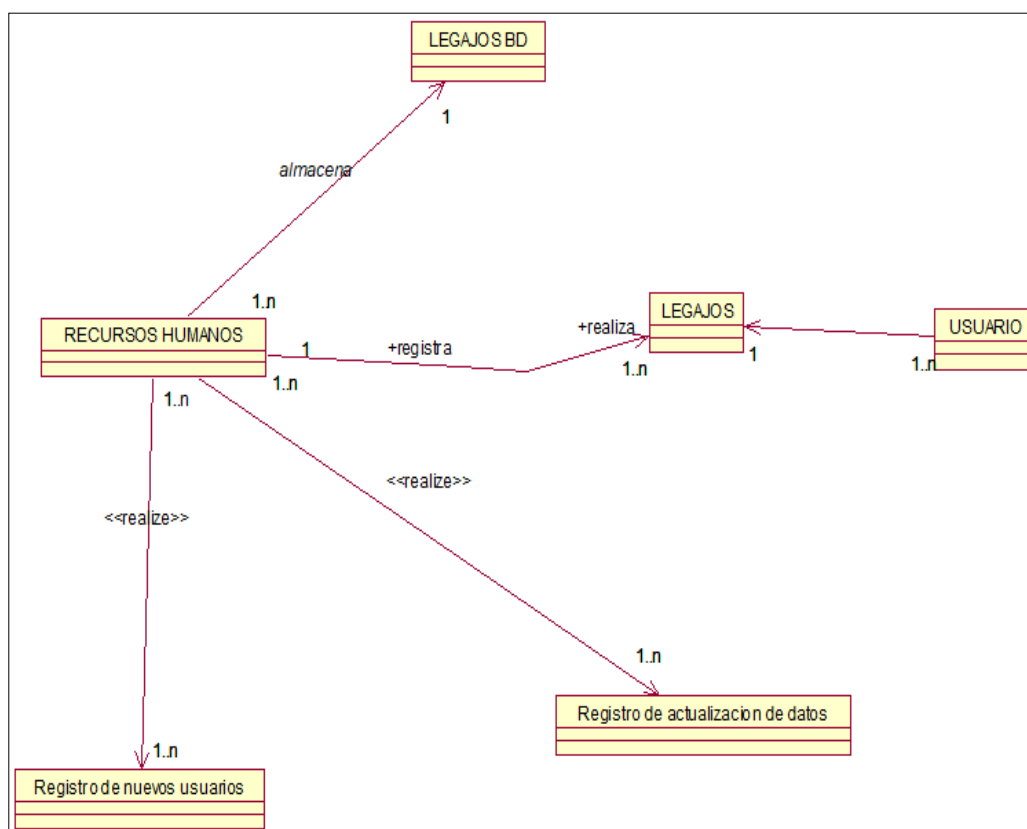 LEGAJOS BD
1
almacena
1..n
RECURSOS HUMANOS
1
+registra
+realiza
1..n
LEGAJOS
1
USUARIO
1..n
1..n
1..n
<<realize>>
<<realize>>
1..n
Registro de actualizacion de datos
1..n
Registro de nuevos usuarios